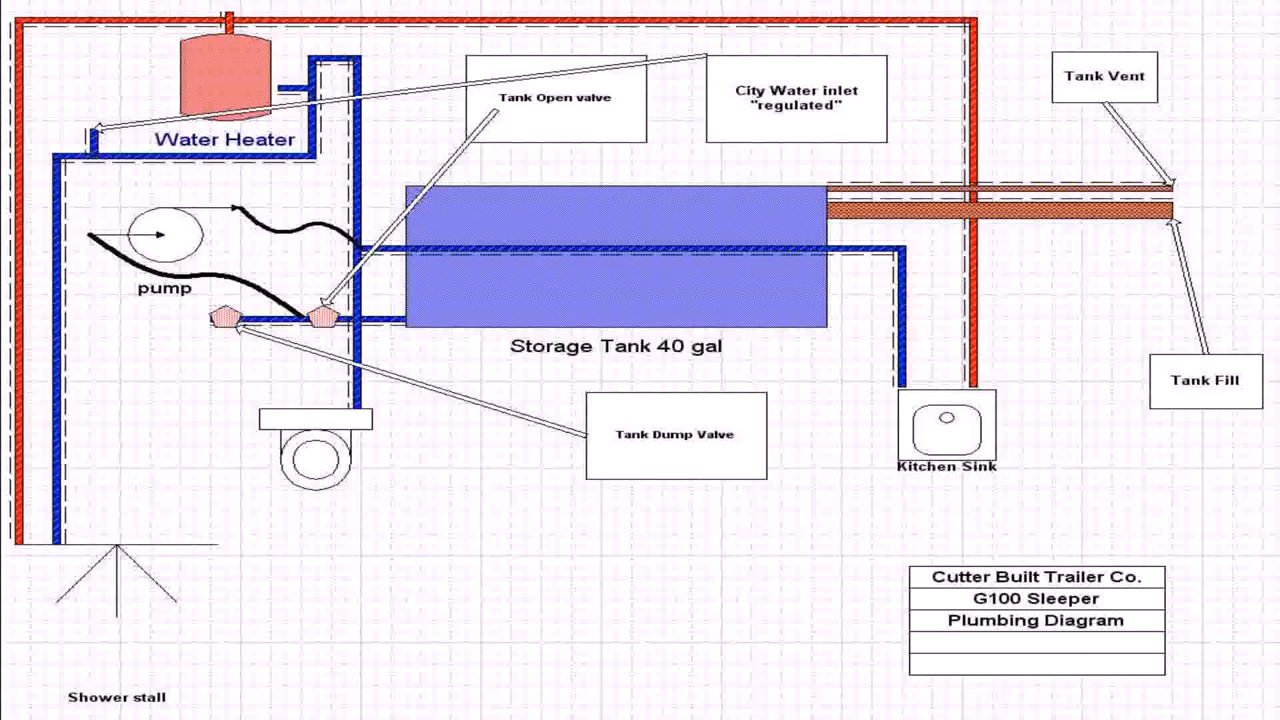 Tank Vent
City Water inlet
"regulated"
Tank Open valve
Water Heater
pump
Storage Tank 40 gal
Tank Fill
Tank Dump Valve
Kitchen Sink
Cutter Built Trailer Co.
G100 Sleeper
Plumbing Diagram
Shower stall